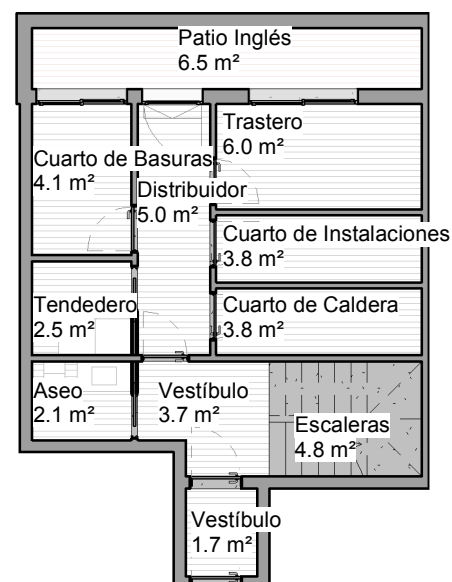 Patio Inglés
6.5 m²
Trastero
6.0 m²
Cuarto de Basuras
4.1 m²
Distribuidor
5.0 m²
Cuarto de Instalaciones
3.8 m²
Tendedero
2.5 m²
Cuarto de Caldera
3.8 m²
Aseo
2.1 m²
Vestíbulo
3.7 m²
Escaleras
4.8 m²
Vestíbulo
1.7 m²